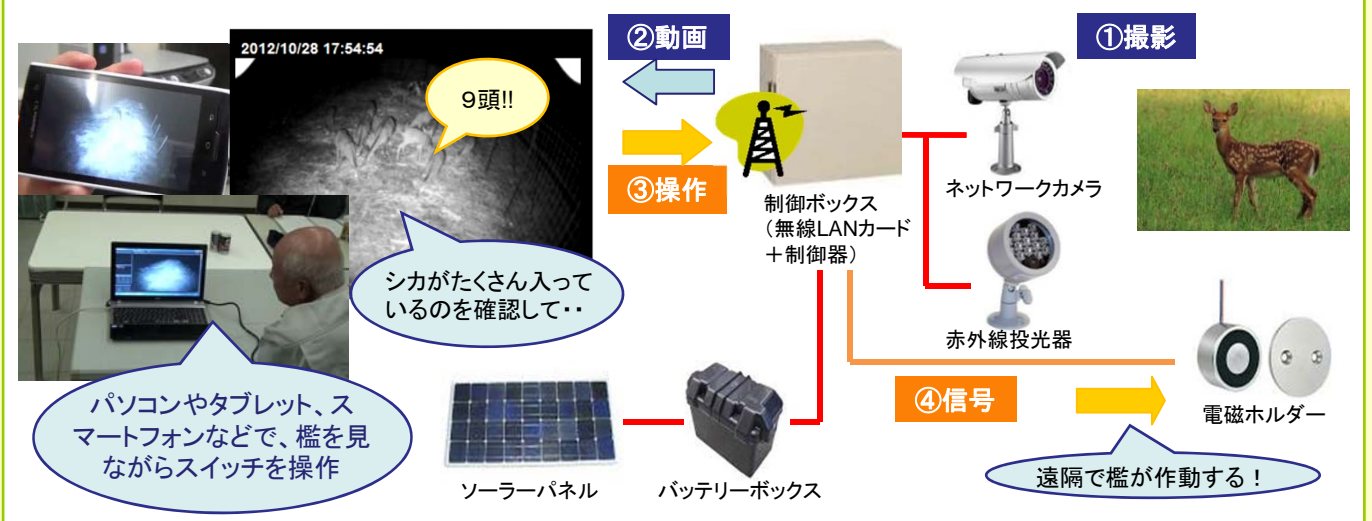 ②動画
①撮影
2012/10/28 17:54:54
9頭!!
③操作
ネットワークカメラ
制御ボックス
（無線LANカード
＋制御器）
シカがたくさん入って
いるのを確認して・・
赤外線投光器
④信号
電磁ホルダー
パソコンやタブレット、ス
マートフォンなどで、檻を見
ながらスイッチを操作
遠隔で檻が作動する！
ソーラーパネル
バッテリーボックス